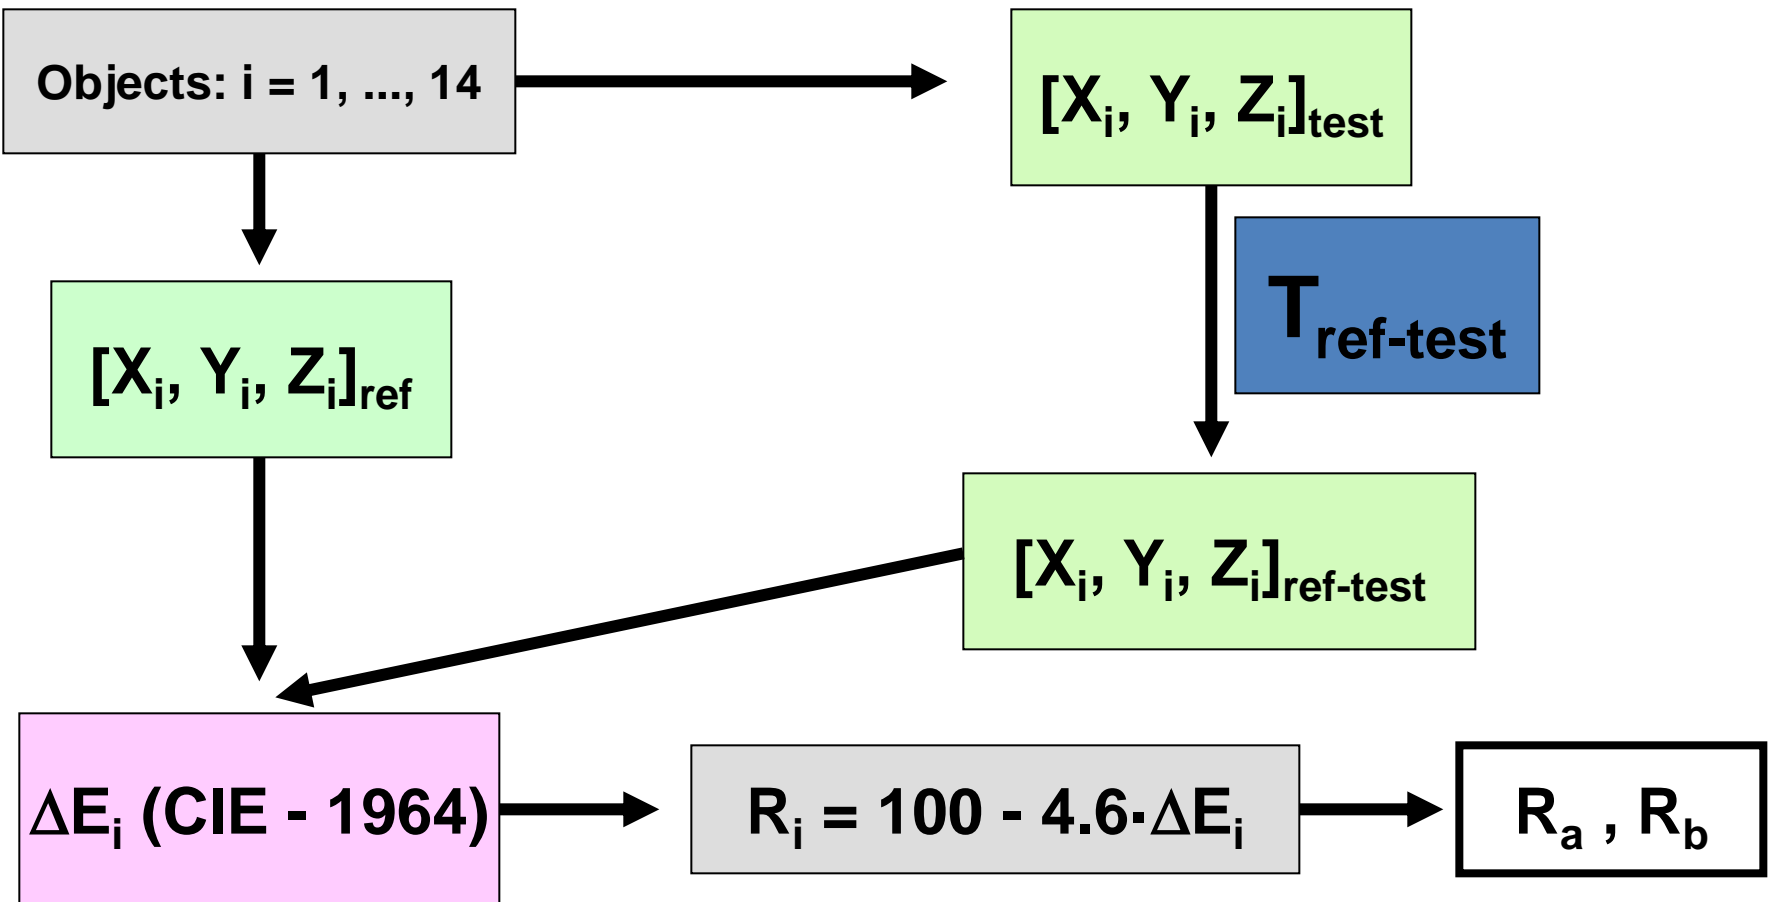 Objects: i = 1, ..., 14
[Xi, Yi, Zi]test
Tref-test
[Xi, Yi, Zi]ref
[Xi, Yi, Zi]ref-test
ΔEi (CIE - 1964)
Ri = 100 - 4.6·ΔEi
Ra , Rb